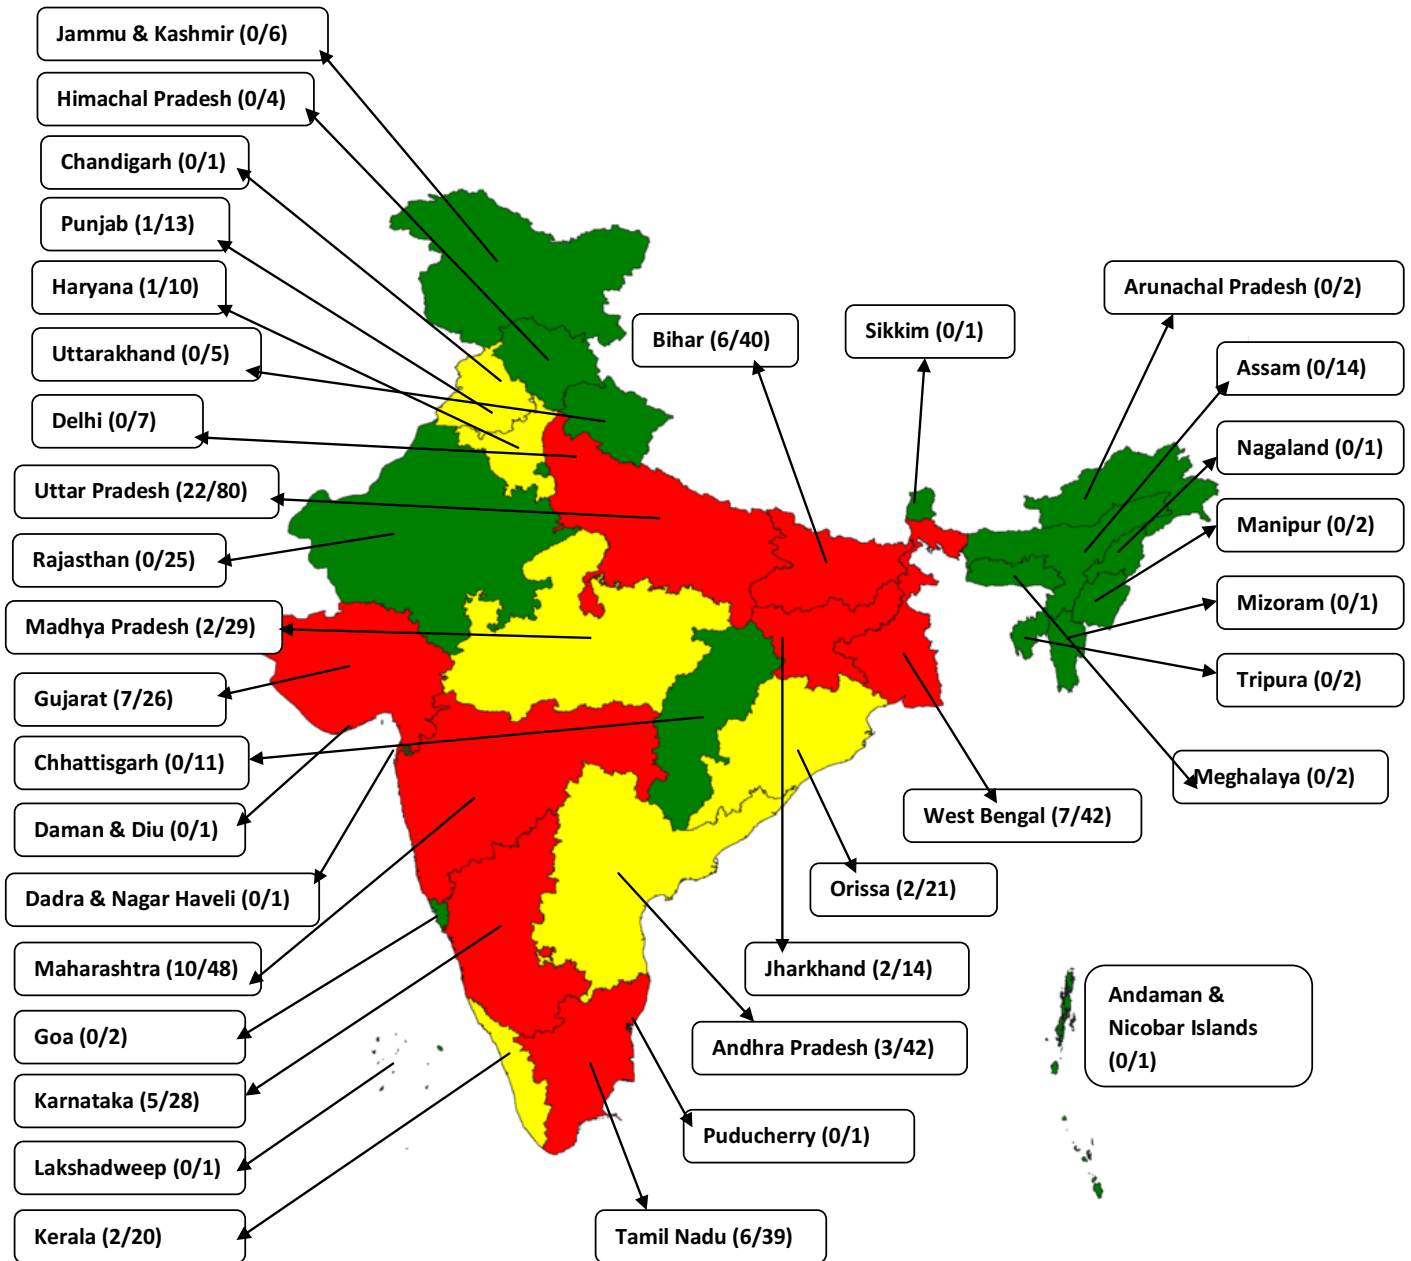 Jammu & Kashmir (0/6)
Himachal Pradesh (0/4)
Chandigarh (0/1)
Punjab (1/13)
Haryana (1/10)
Uttarakhand (0/5)
Delhi (0/7)
Uttar Pradesh (22/80)
Rajasthan (0/25)
Madhya Pradesh (2/29)
Gujarat (7/26)
Chhattisgarh (0/11)
Daman & Diu (0/1)
Dadra & Nagar Haveli (0/1)
Maharashtra (10/48)
Goa (0/2)
Karnataka (5/28)
Lakshadweep (0/1)
Kerala (2/20)
Bihar (6/40)
Sikkim (0/1)
Arunachal Pradesh (0/2)
Assam (0/14)
Nagaland (0/1)
Manipur (0/2)
Mizoram (0/1)
Tripura (0/2)
Meghalaya (0/2)
West Bengal (7/42)
Orissa (2/21)
Jharkhand (2/14)
Andhra Pradesh (3/42)
Puducherry (0/1)
Tamil Nadu (6/39)
Andaman &
Nicobar Islands
(0/1)